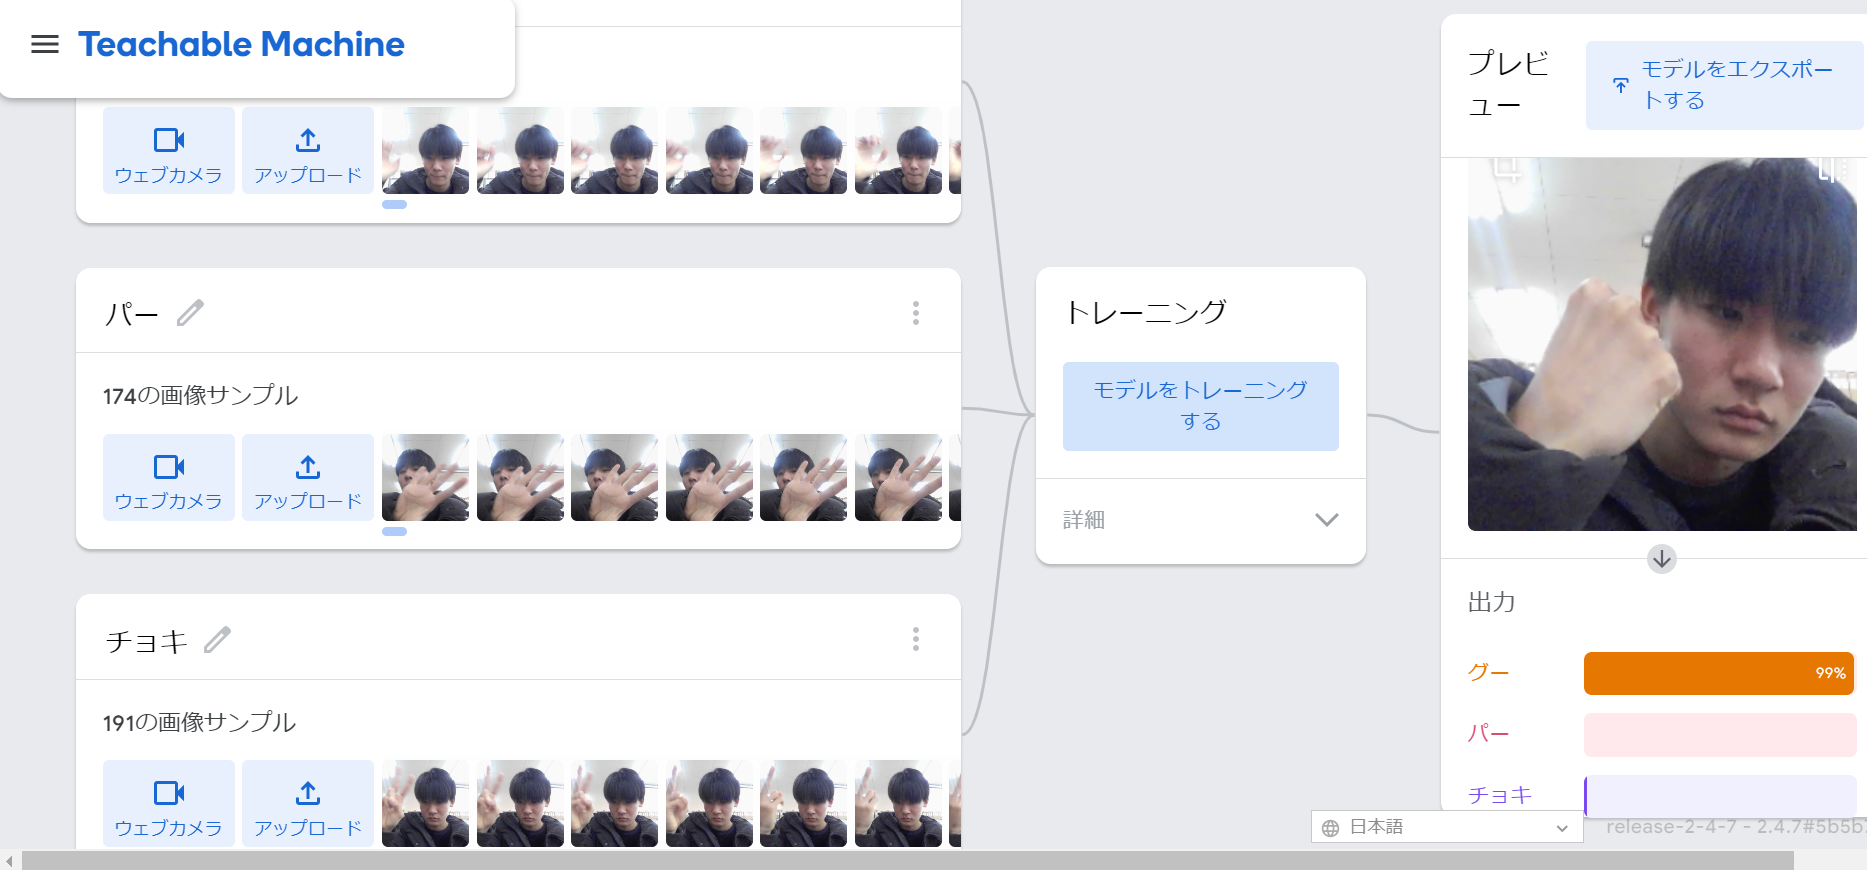 Teachable Machine
ウェブカメラ
アップロード
パー
174の画像サンプル
ウェブカメラ
アップロード
チョキ
191の画像サンプル
ウェブカメラ
アップロード
トレーニング
モデルをトレーニング
する
詳細
プレビ
ュー
モデルをエクスポー
トする
出力
グー
99%
パー
チョキ
日本語
release-2-4-7 - 2.4.7#5b5b